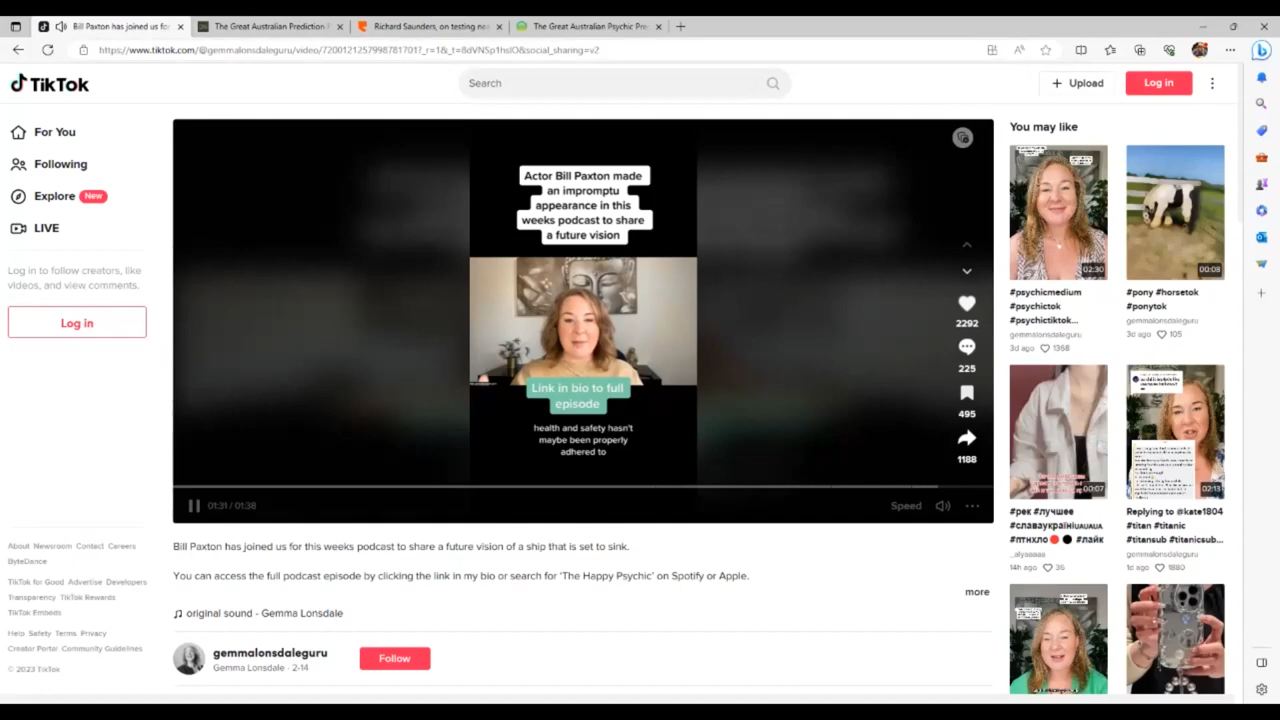 Bill Paxton has joined us fo
The Great Australian Prediction F
Richard Saunders, on testing nea
The Great Australian Psychic Pre
https://www.tiktok.com/@gemmalonsdaleguru/video/7200121257998781701?_r=1&_t=8dVNSp1hslO&social_sharing=v2
TikTok
Search
Upload
Log in
For You
Following
Explore New
LIVE
Log in to follow creators, like
videos, and view comments.
Log in
Actor Bill Paxton made
an impromptu
appearance in this
weeks podcast to share
a future vision
Link in bio to full
episode
health and safety hasn't
maybe been properly
adhered to
2292
225
495
1188
01:31 / 01:38
Speed
Bill Paxton has joined us for this weeks podcast to share a future vision of a ship that is set to sink.
You can access the full podcast episode by clicking the link in my bio or search for 'The Happy Psychic' on Spotify or Apple.
more
original sound - Gemma Lonsdale
gemmalonsdaleguru
Gemma Lonsdale · 2-14
Follow
About Newsroom Contact Careers
ByteDance
TikTok for Good Advertise Developers
Transparency TikTok Rewards
TikTok Embeds
Help Safety Terms Privacy
Creator Portal Community Guidelines
© 2023 TikTok
You may like
02:30
#psychicmedium
#psychictok
#psychictiktok...
gemmalonsdaleguru
3d ago 1368
00:08
#pony #horsetok
#ponytok
gemmalonsdaleguru
3d ago 105
00:07
#рек #лучшее
#славаукраїніUAUAUA
#птнхло #лайк
_alyaaaaa
14h ago 36
02:13
Replying to @kate1804
#titan #titanic
#titansub #titanicsub...
gemmalonsdaleguru
1d ago 1880